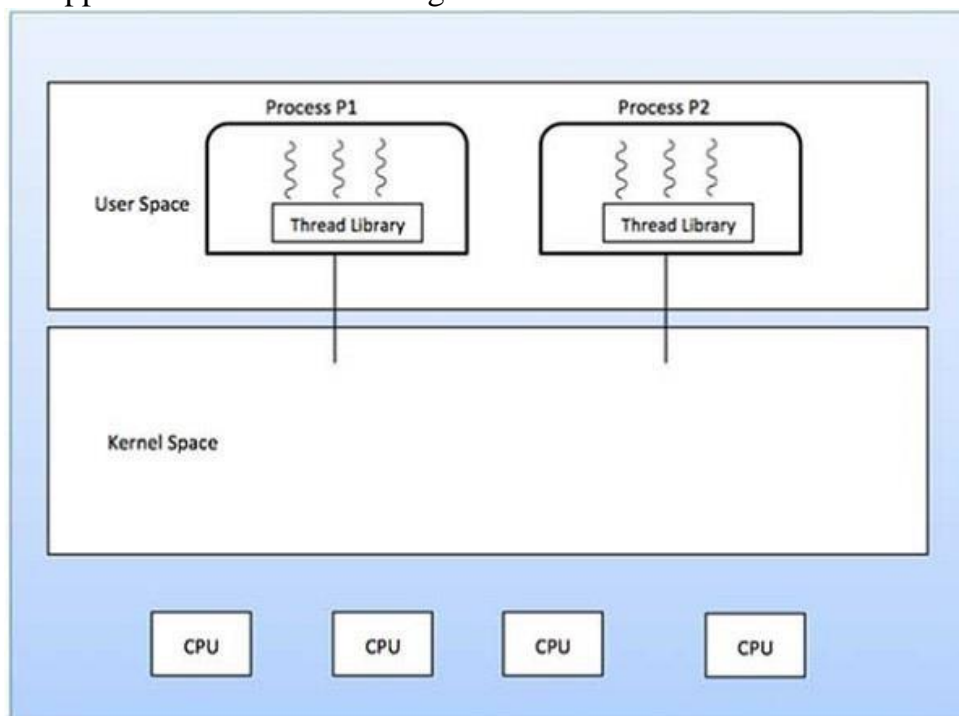 Process P1
Process P2
User Space
Thread Library
Thread Library
Kernel Space
CPU
CPU
CPU
CPU